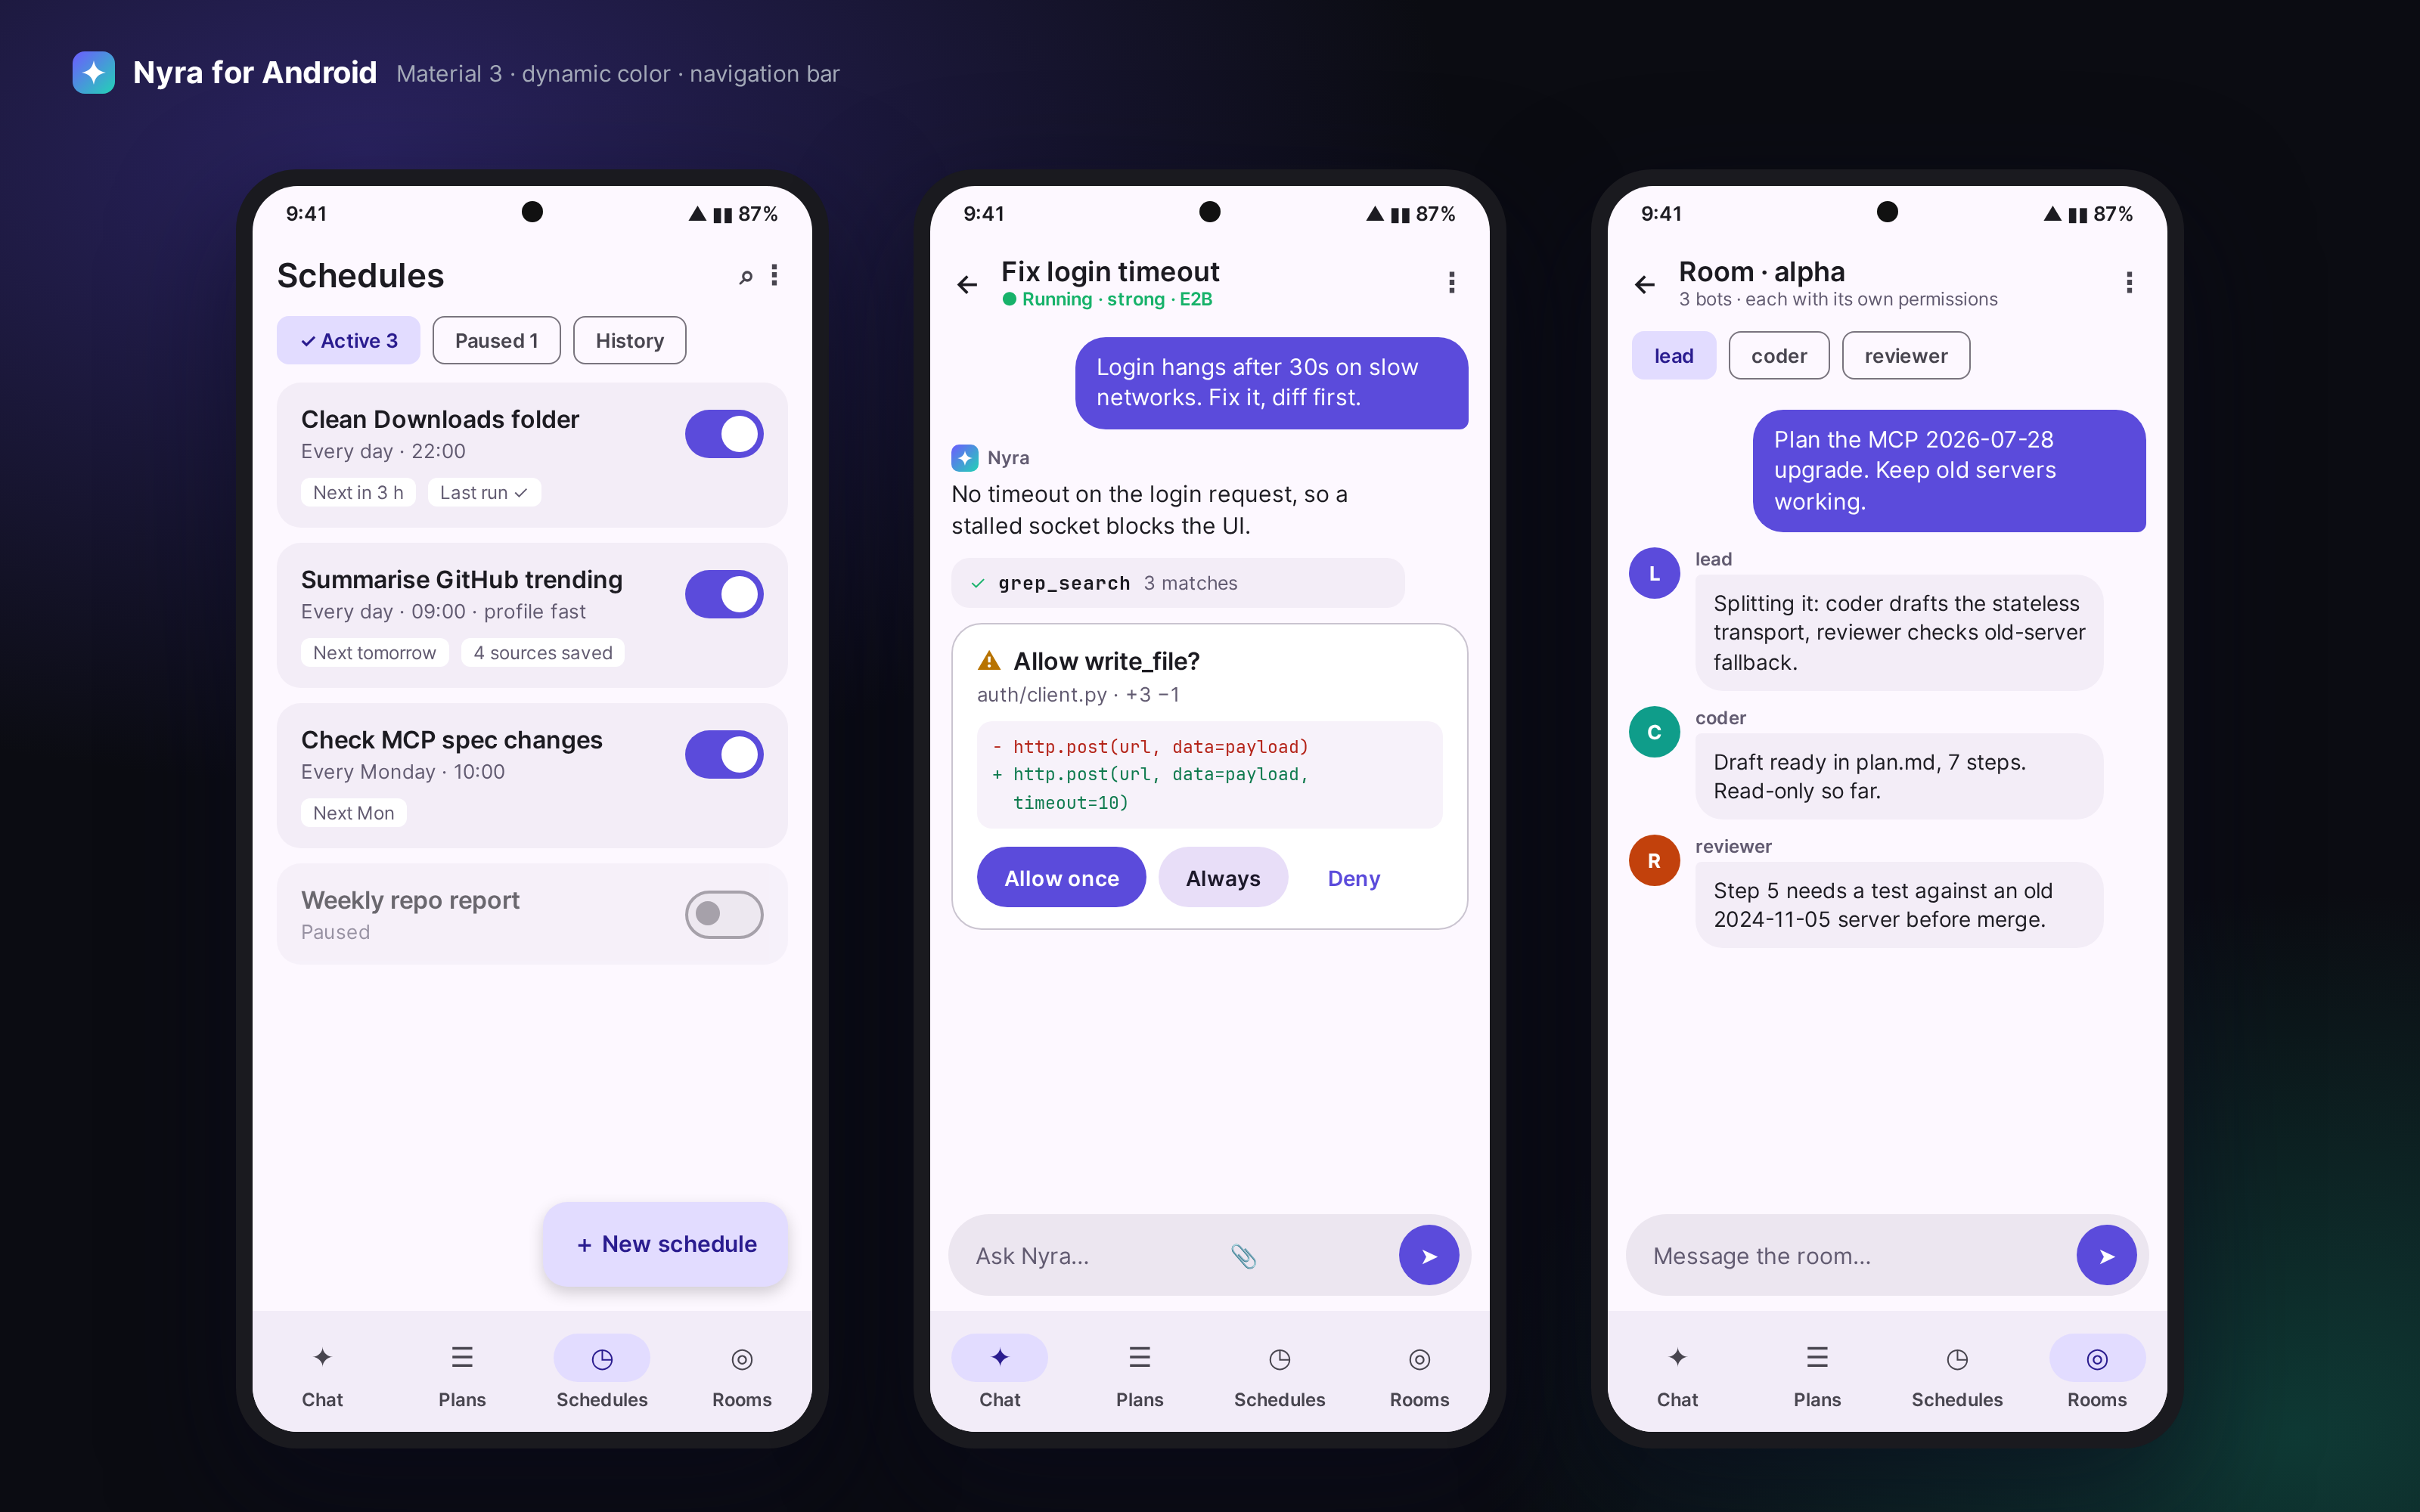 Nyra for Android Material 3 · dynamic color · navigation bar
9:41 87%
Schedules
✓ Active 3 Paused 1 History
Clean Downloads folder
Every day · 22:00
Next in 3 h Last run ✓
Summarise GitHub trending
Every day · 09:00 · profile fast
Next tomorrow 4 sources saved
Check MCP spec changes
Every Monday · 10:00
Next Mon
Weekly repo report
Paused
+ New schedule
Chat Plans Schedules Rooms
9:41 87%
Fix login timeout
Running · strong · E2B
Login hangs after 30s on slow
networks. Fix it, diff first.
Nyra
No timeout on the login request, so a
stalled socket blocks the UI.
✓ grep_search 3 matches
Allow write_file?
auth/client.py · +3 −1
- http.post(url, data=payload)
+ http.post(url, data=payload,
timeout=10)
Allow once Always Deny
Ask Nyra...
Chat Plans Schedules Rooms
9:41 87%
Room · alpha
3 bots · each with its own permissions
lead coder reviewer
Plan the MCP 2026-07-28
upgrade. Keep old servers
working.
L lead
Splitting it: coder drafts the stateless
transport, reviewer checks old-server
fallback.
C coder
Draft ready in plan.md, 7 steps.
Read-only so far.
R reviewer
Step 5 needs a test against an old
2024-11-05 server before merge.
Message the room...
Chat Plans Schedules Rooms